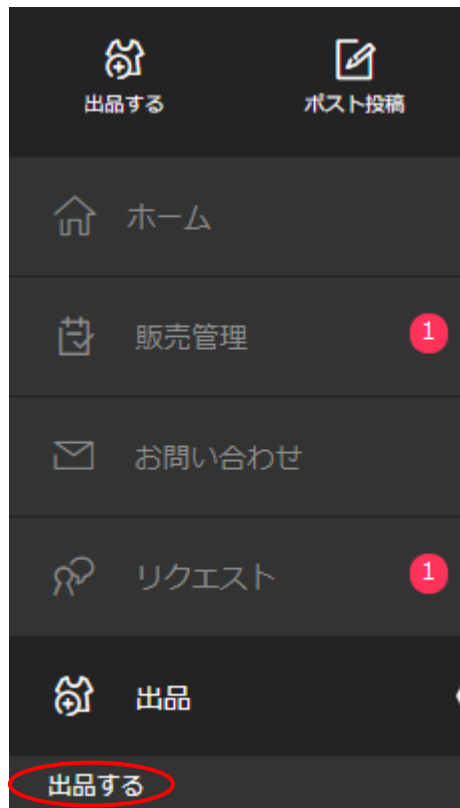 出品する
ポスト投稿
ホーム
販売管理
1
お問い合わせ
リクエスト
1
出品
出品する